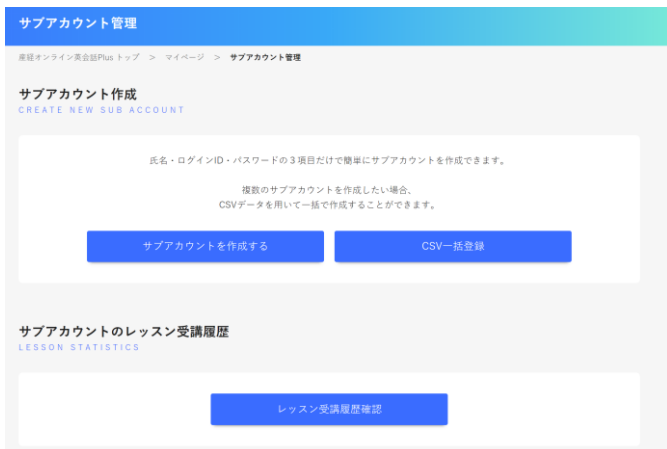 サブアカウント管理
産経オンライン英会話Plus トップ > マイページ > サブアカウント管理
サブアカウント作成
CREATE NEW SUB ACCOUNT
氏名・ログインID・パスワードの３項目だけで簡単にサブアカウントを作成できます。
複数のサブアカウントを作成したい場合、
CSVデータを用いて一括で作成することができます。
サブアカウントを作成する
CSV一括登録
サブアカウントのレッスン受講履歴
LESSON STATISTICS
レッスン受講履歴確認